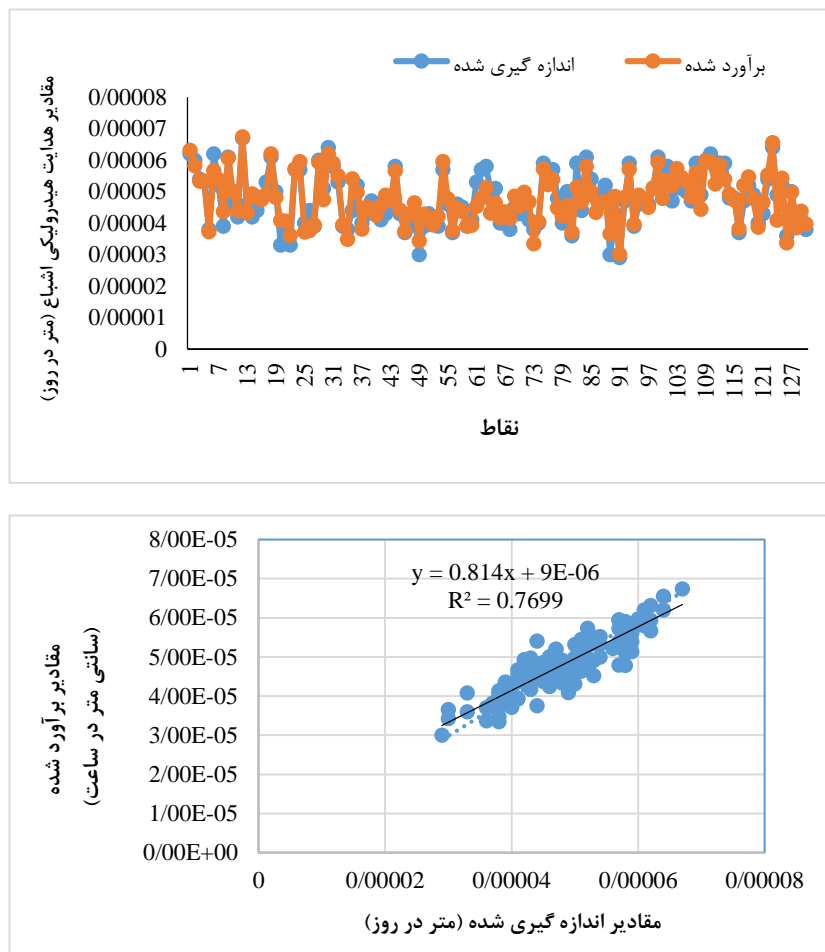 برآورد شده
اندازه گیری شده
0/00008
0/00007
0/00006
0/00005
0/00004
0/00003
0/00002
0/00001
0
مقادیر هدایت هیدرولیکی اشباع (متر در روز)
1 7 13 19 25 31 37 43 49 55 61 67 73 79 85 91 97 103 109 115 121 127
نقاط
8/00E-05
7/00E-05
6/00E-05
5/00E-05
4/00E-05
3/00E-05
2/00E-05
1/00E-05
0/00E+00
y = 0.814x + 9E-06
R² = 0.7699
مقادیر برآورد شده
(سانتی متر در ساعت)
0 0/00002 0/00004 0/00006 0/00008
مقادیر اندازه گیری شده (متر در روز)